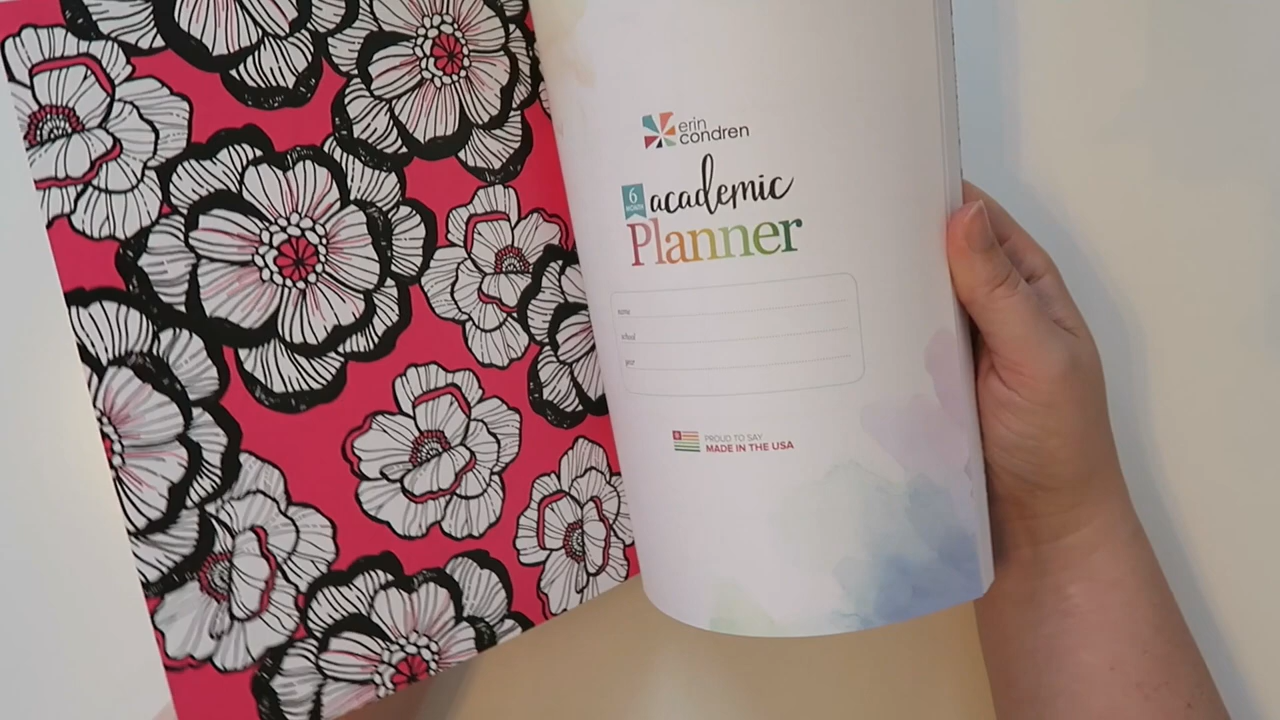 erin
condren
6
MONTH
academic
Planner
name
school
year
PROUD TO SAY
MADE IN THE USA